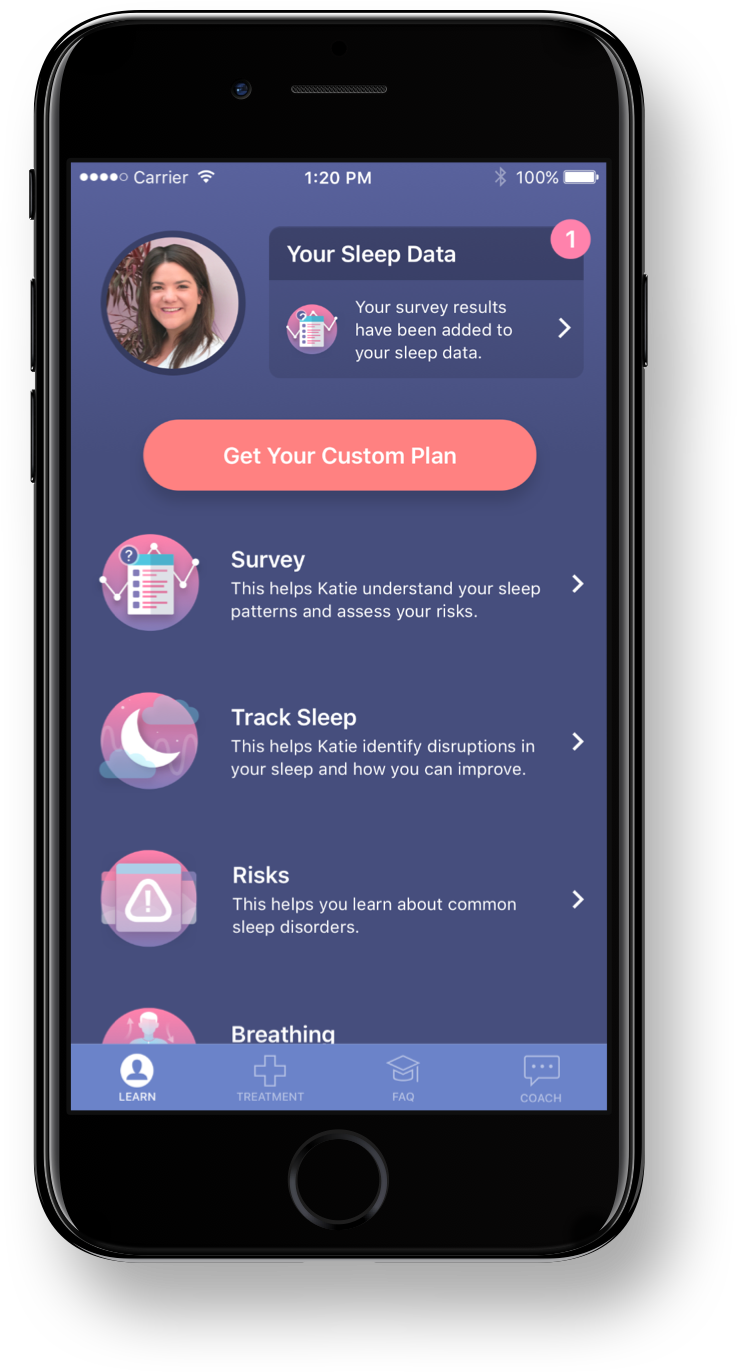 Carrier 1:20 PM 100%
Your Sleep Data 1
Your survey results
have been added to
your sleep data.
Get Your Custom Plan
?
Survey
This helps Katie understand your sleep
patterns and assess your risks.
Track Sleep
This helps Katie identify disruptions in
your sleep and how you can improve.
!
Risks
This helps you learn about common
sleep disorders.
Breathing
LEARN TREATMENT FAQ COACH